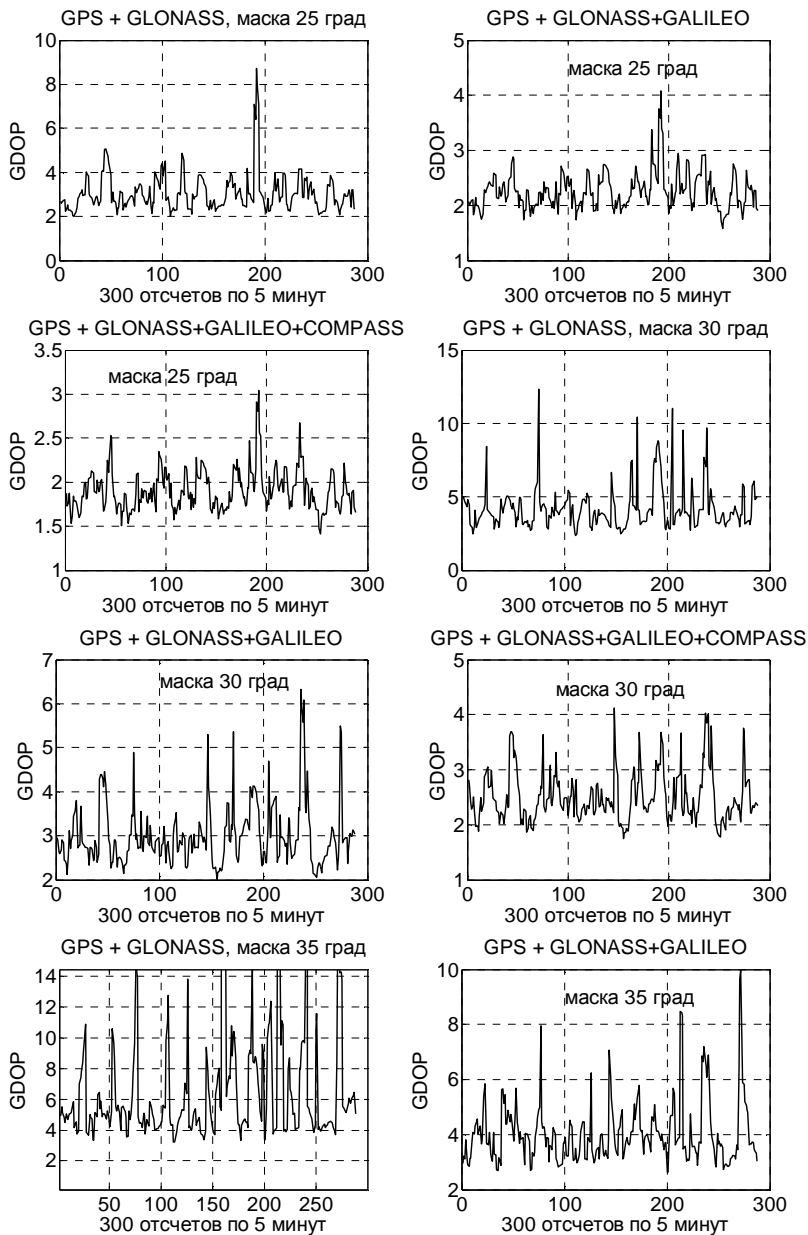 GPS + GLONASS, маска 25 град
GDOP
10
8
6
4
2
0
0 100 200 300
300 отсчетов по 5 минут
GPS + GLONASS+GALILEO
маска 25 град
GDOP
5
4
3
2
1
0 100 200 300
300 отсчетов по 5 минут
GPS + GLONASS+GALILEO+COMPASS
маска 25 град
GDOP
3.5
3
2.5
2
1.5
1
0 100 200 300
300 отсчетов по 5 минут
GPS + GLONASS, маска 30 град
GDOP
15
10
5
0
0 100 200 300
300 отсчетов по 5 минут
GPS + GLONASS+GALILEO
маска 30 град
GDOP
7
6
5
4
3
2
0 100 200 300
300 отсчетов по 5 минут
GPS + GLONASS+GALILEO+COMPASS
маска 30 град
GDOP
5
4
3
2
1
0 100 200 300
300 отсчетов по 5 минут
GPS + GLONASS, маска 35 град
GDOP
14
12
10
8
6
4
2
50 100 150 200 250
300 отсчетов по 5 минут
GPS + GLONASS+GALILEO
маска 35 град
GDOP
10
8
6
4
2
0 100 200 300
300 отсчетов по 5 минут